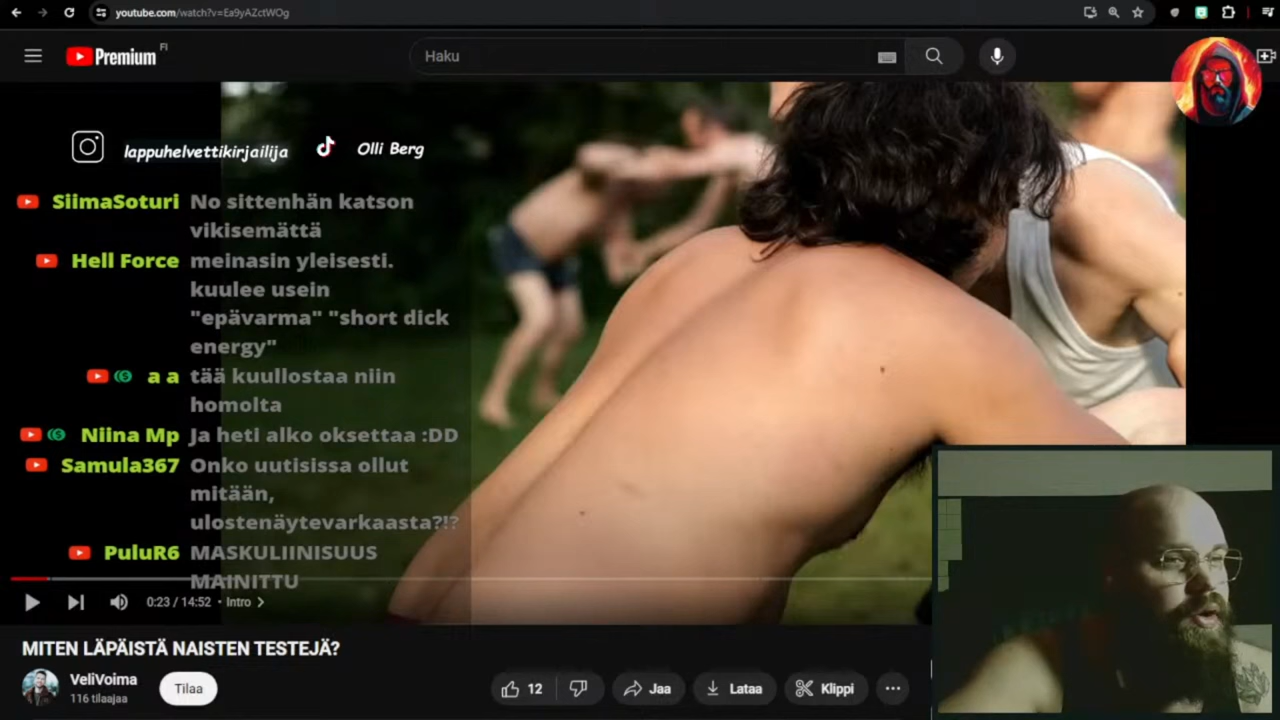 youtube.com/watch?v=Ea9yAZctWOg
Premium FI
Haku
lappuhelvettikirjailija
Olli Berg
SiimaSoturi No sittenhän katson
vikisemättä
Hell Force meinasin yleisesti.
kuulee usein
"epävarma" "short dick
energy"
a a tää kuullostaa niin
homolta
Niina Mp Ja heti alko oksettaa :DD
Samula367 Onko uutisissa ollut
mitään,
ulostenäytevarkaasta?!?
PuluR6 MASKULIINISUUS
MAINITTU
0:23 / 14:52 • Intro
MITEN LÄPÄISTÄ NAISTEN TESTEJÄ?
VeliVoima
116 tilaajaa
Tilaa
12
Jaa
Lataa
Klippi